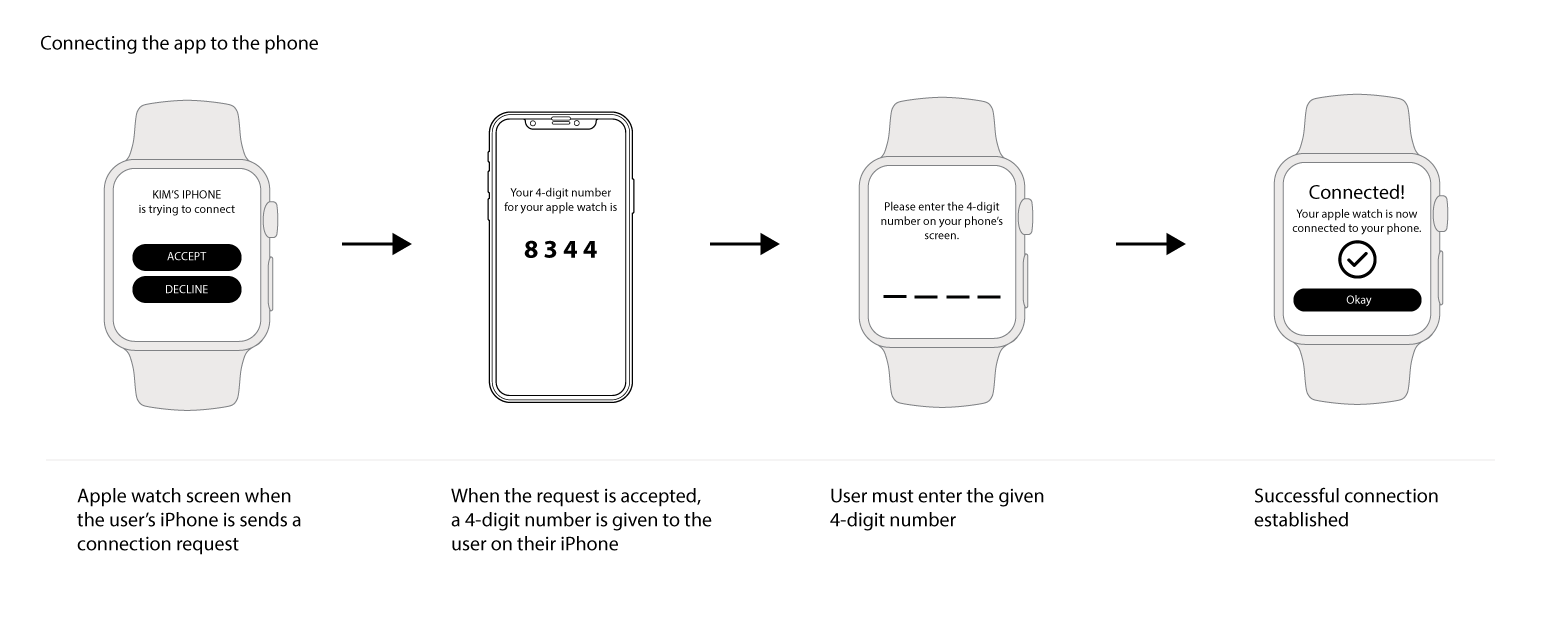 Connecting the app to the phone
KIM'S IPHONE
is trying to connect
ACCEPT
DECLINE
Your 4-digit number
for your apple watch is
8344
Please enter the 4-digit
number on your phone's
screen.
Connected!
Your apple watch is now
connected to your phone.
Okay
Apple watch screen when
the user's iPhone is sends a
connection request
When the request is accepted,
a 4-digit number is given to the
user on their iPhone
User must enter the given
4-digit number
Successful connection
established